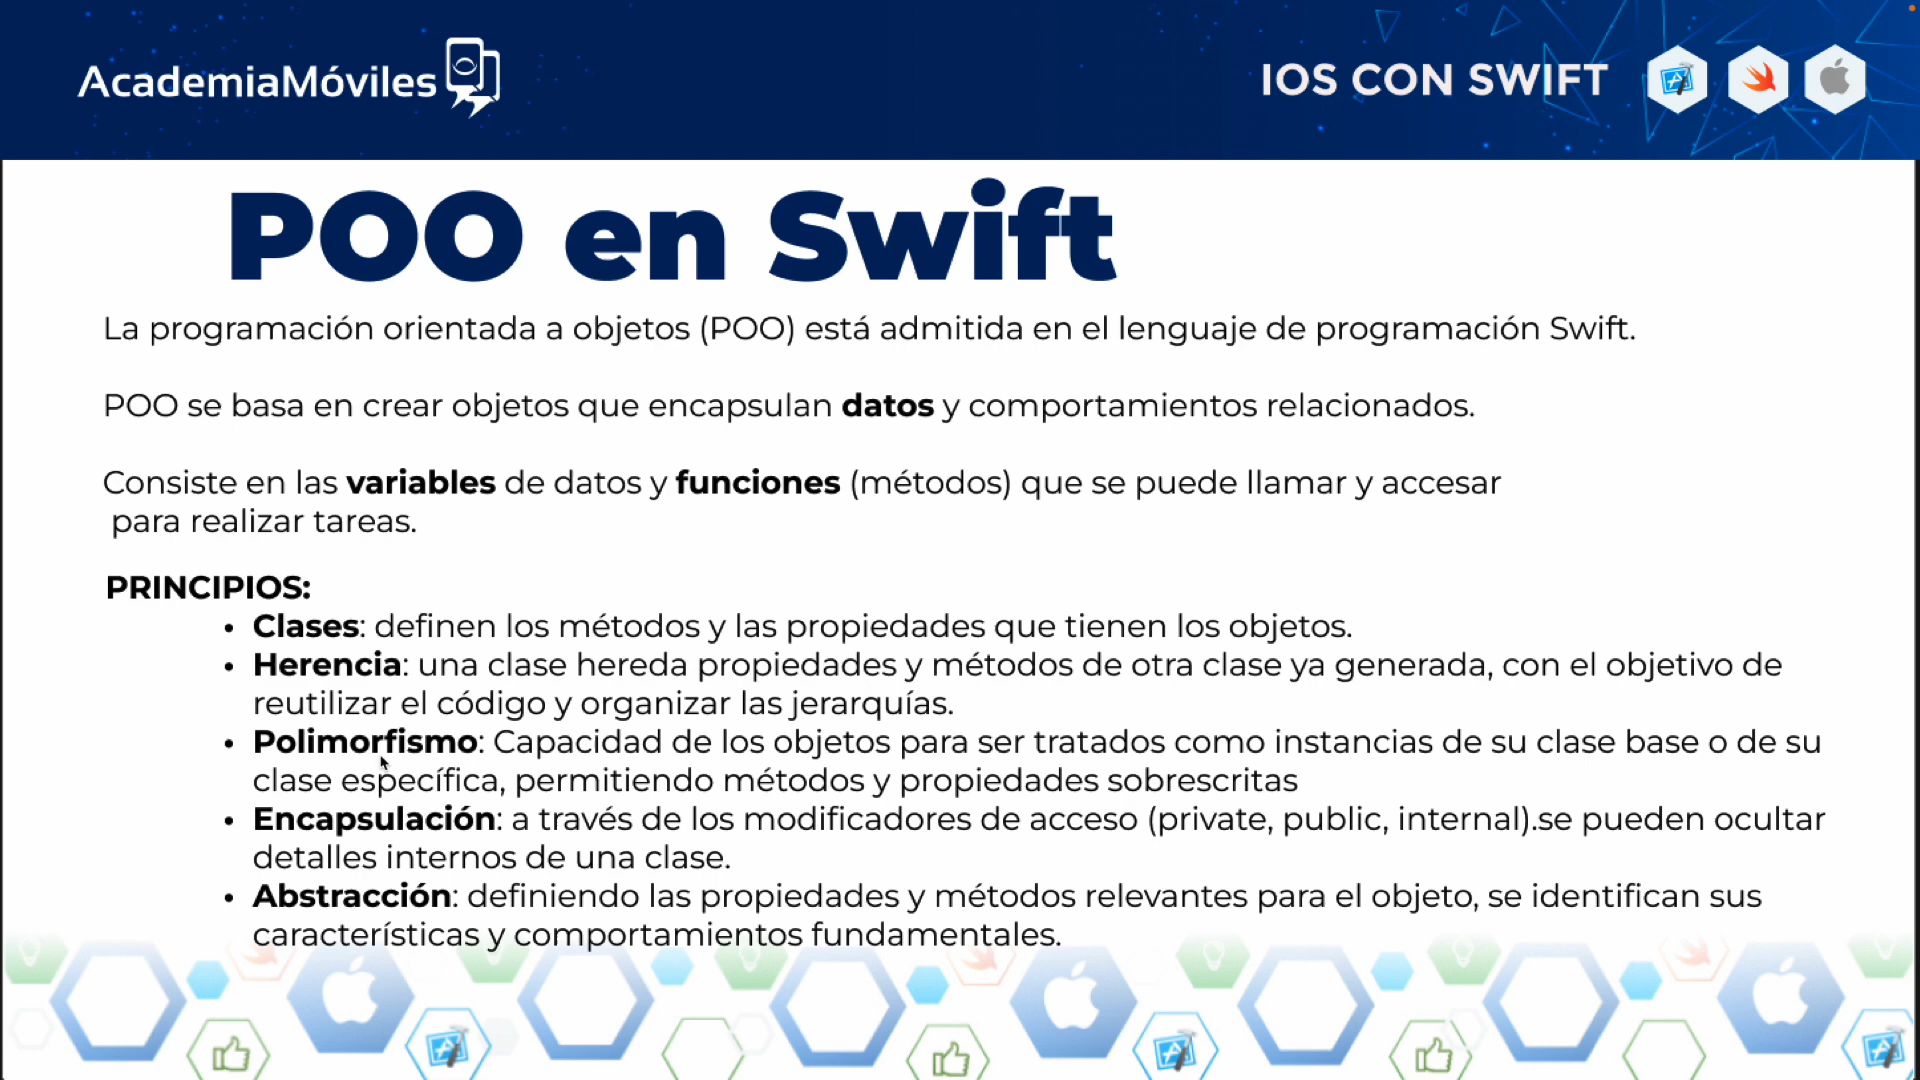 AcademiaMóviles
IOS CON SWIFT
POO en Swift
La programación orientada a objetos (POO) está admitida en el lenguaje de programación Swift.
POO se basa en crear objetos que encapsulan datos y comportamientos relacionados.
Consiste en las variables de datos y funciones (métodos) que se puede llamar y accesar
para realizar tareas.
PRINCIPIOS:
• Clases: definen los métodos y las propiedades que tienen los objetos.
• Herencia: una clase hereda propiedades y métodos de otra clase ya generada, con el objetivo de
reutilizar el código y organizar las jerarquías.
• Polimorfismo: Capacidad de los objetos para ser tratados como instancias de su clase base o de su
clase específica, permitiendo métodos y propiedades sobrescritas
• Encapsulación: a través de los modificadores de acceso (private, public, internal).se pueden ocultar
detalles internos de una clase.
• Abstracción: definiendo las propiedades y métodos relevantes para el objeto, se identifican sus
características y comportamientos fundamentales.